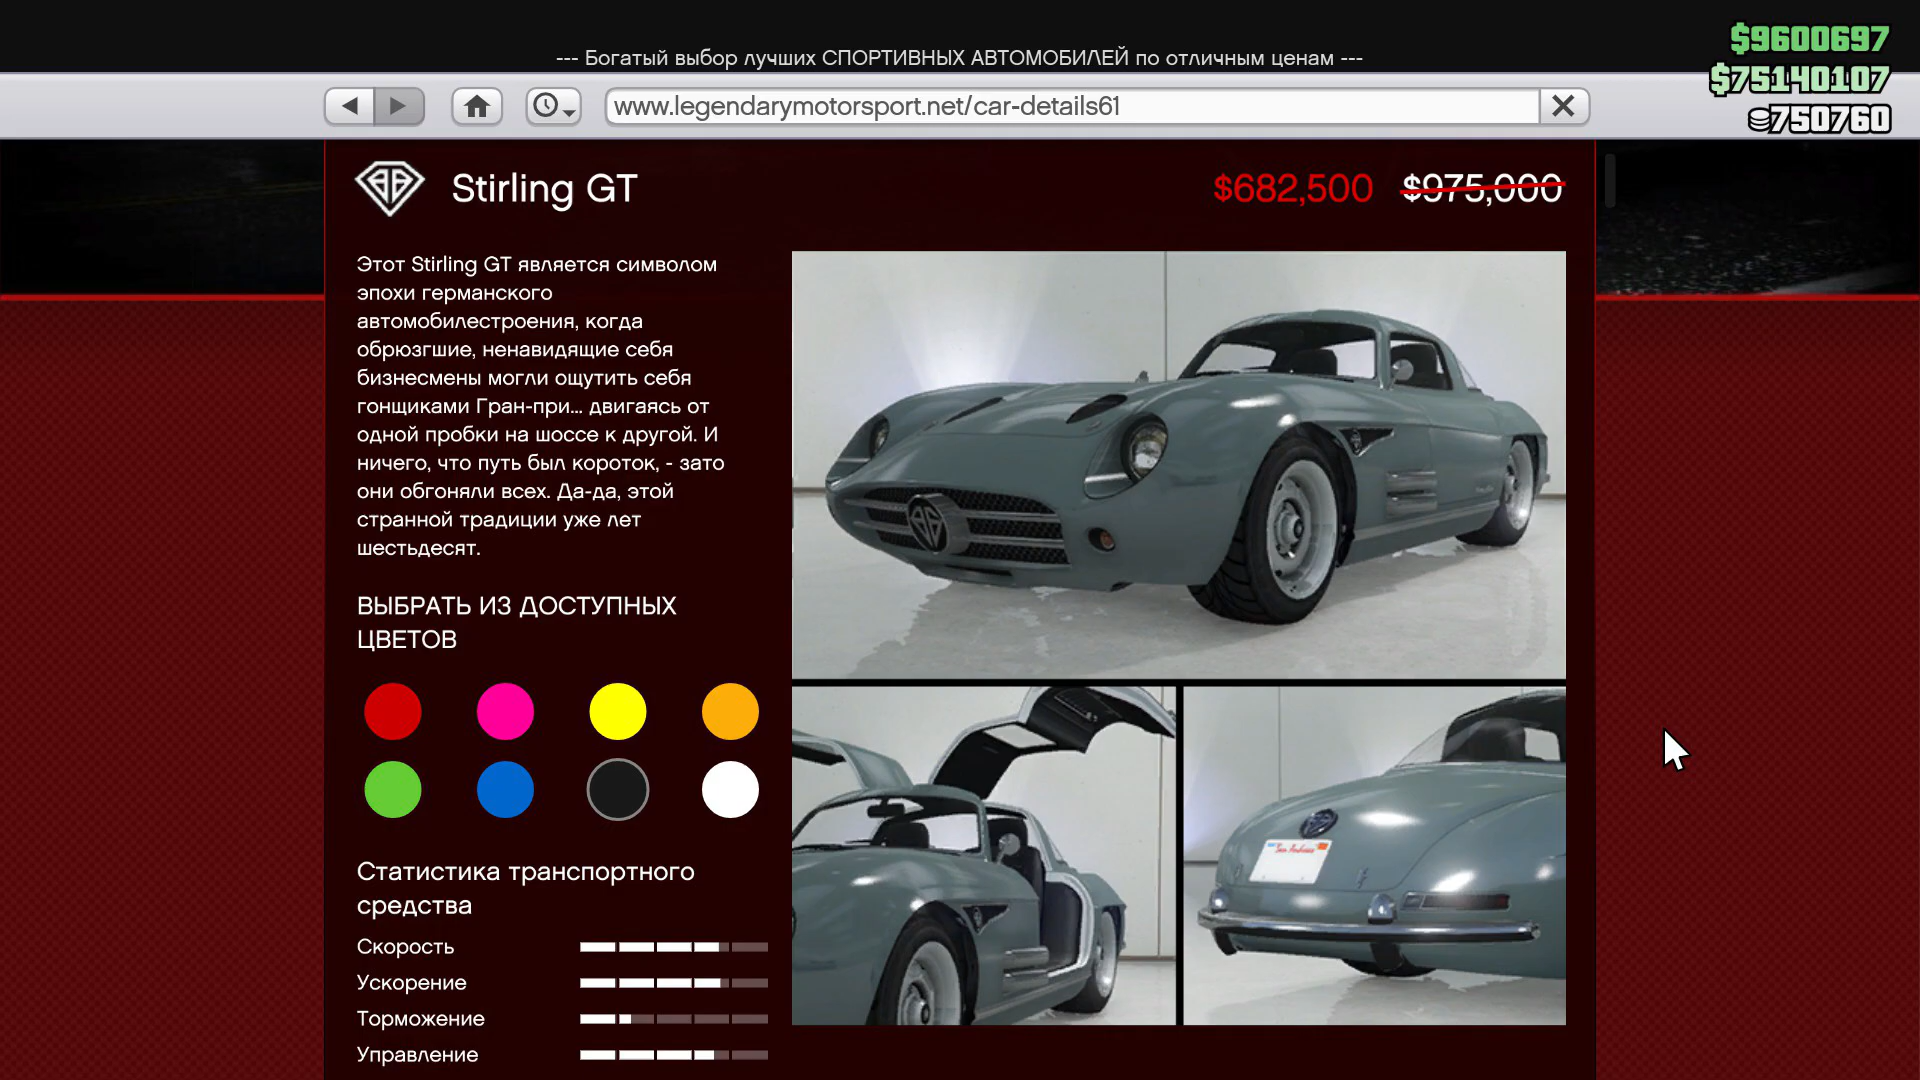 --- Богатый выбор лучших СПОРТИВНЫХ АВТОМОБИЛЕЙ по отличным ценам ---
$9600697
$75140107
750760
www.legendarymotorsport.net/car-details61
Stirling GT
$682,500 $975,000
Этот Stirling GT является символом
эпохи германского
автомобилестроения, когда
обрюзгшие, ненавидящие себя
бизнесмены могли ощутить себя
гонщиками Гран-при... двигаясь от
одной пробки на шоссе к другой. И
ничего, что путь был короток, - зато
они обгоняли всех. Да-да, этой
странной традиции уже лет
шестьдесят.
ВЫБРАТЬ ИЗ ДОСТУПНЫХ
ЦВЕТОВ
Статистика транспортного
средства
Скорость
Ускорение
Торможение
Управление
San Andreas